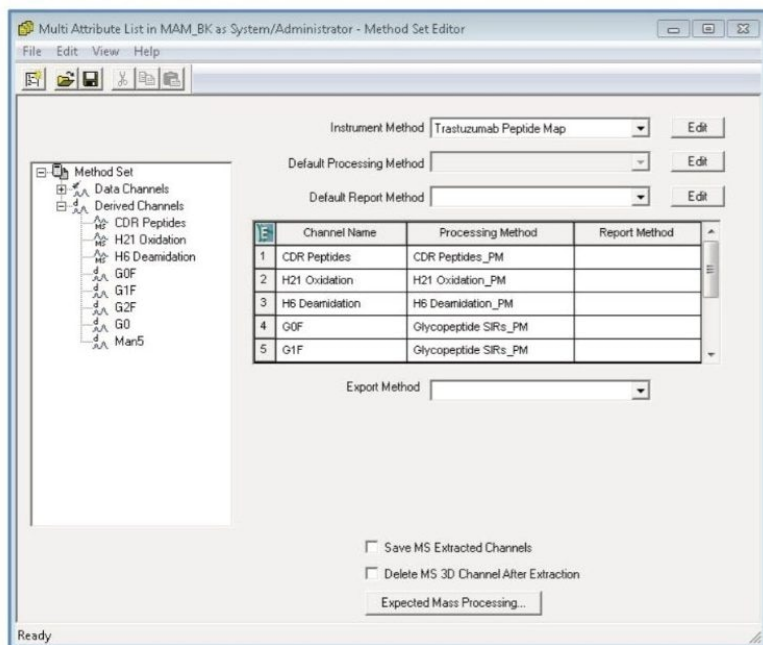 Multi Attribute List in MAM_BK as System/Administrator - Method Set Editor
File Edit View Help
Instrument Method Trastuzumab Peptide Map Edit
Default Processing Method Edit
Default Report Method Edit
Method Set
Data Channels
Derived Channels
CDR Peptides
H21 Oxidation
H6 Deamidation
G0F
G1F
G2F
G0
Man5
Channel Name Processing Method Report Method
1 CDR Peptides CDR Peptides_PM
2 H21 Oxidation H21 Oxidation_PM
3 H6 Deamidation H6 Deamidation_PM
4 G0F Glycopeptide SIRs_PM
5 G1F Glycopeptide SIRs_PM
Export Method
Save MS Extracted Channels
Delete MS 3D Channel After Extraction
Expected Mass Processing...
Ready